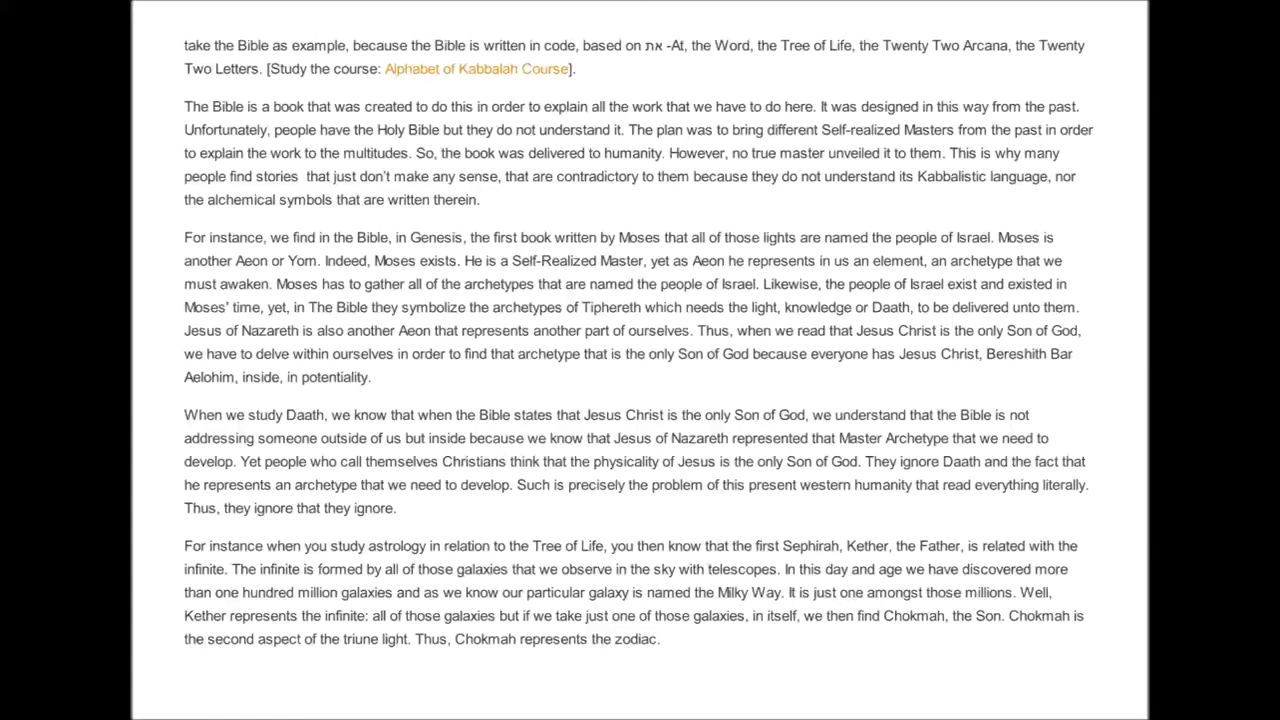 take the Bible as example, because the Bible is written in code, based on את -At, the Word, the Tree of Life, the Twenty Two Arcana, the Twenty
Two Letters. [Study the course: Alphabet of Kabbalah Course].
The Bible is a book that was created to do this in order to explain all the work that we have to do here. It was designed in this way from the past.
Unfortunately, people have the Holy Bible but they do not understand it. The plan was to bring different Self-realized Masters from the past in order
to explain the work to the multitudes. So, the book was delivered to humanity. However, no true master unveiled it to them. This is why many
people find stories  that just don't make any sense, that are contradictory to them because they do not understand its Kabbalistic language, nor
the alchemical symbols that are written therein.
For instance, we find in the Bible, in Genesis, the first book written by Moses that all of those lights are named the people of Israel. Moses is
another Aeon or Yom. Indeed, Moses exists. He is a Self-Realized Master, yet as Aeon he represents in us an element, an archetype that we
must awaken. Moses has to gather all of the archetypes that are named the people of Israel. Likewise, the people of Israel exist and existed in
Moses' time, yet, in The Bible they symbolize the archetypes of Tiphereth which needs the light, knowledge or Daath, to be delivered unto them.
Jesus of Nazareth is also another Aeon that represents another part of ourselves. Thus, when we read that Jesus Christ is the only Son of God,
we have to delve within ourselves in order to find that archetype that is the only Son of God because everyone has Jesus Christ, Bereshith Bar
Aelohim, inside, in potentiality.
When we study Daath, we know that when the Bible states that Jesus Christ is the only Son of God, we understand that the Bible is not
addressing someone outside of us but inside because we know that Jesus of Nazareth represented that Master Archetype that we need to
develop. Yet people who call themselves Christians think that the physicality of Jesus is the only Son of God. They ignore Daath and the fact that
he represents an archetype that we need to develop. Such is precisely the problem of this present western humanity that read everything literally.
Thus, they ignore that they ignore.
For instance when you study astrology in relation to the Tree of Life, you then know that the first Sephirah, Kether, the Father, is related with the
infinite. The infinite is formed by all of those galaxies that we observe in the sky with telescopes. In this day and age we have discovered more
than one hundred million galaxies and as we know our particular galaxy is named the Milky Way. It is just one amongst those millions. Well,
Kether represents the infinite: all of those galaxies but if we take just one of those galaxies, in itself, we then find Chokmah, the Son. Chokmah is
the second aspect of the triune light. Thus, Chokmah represents the zodiac.